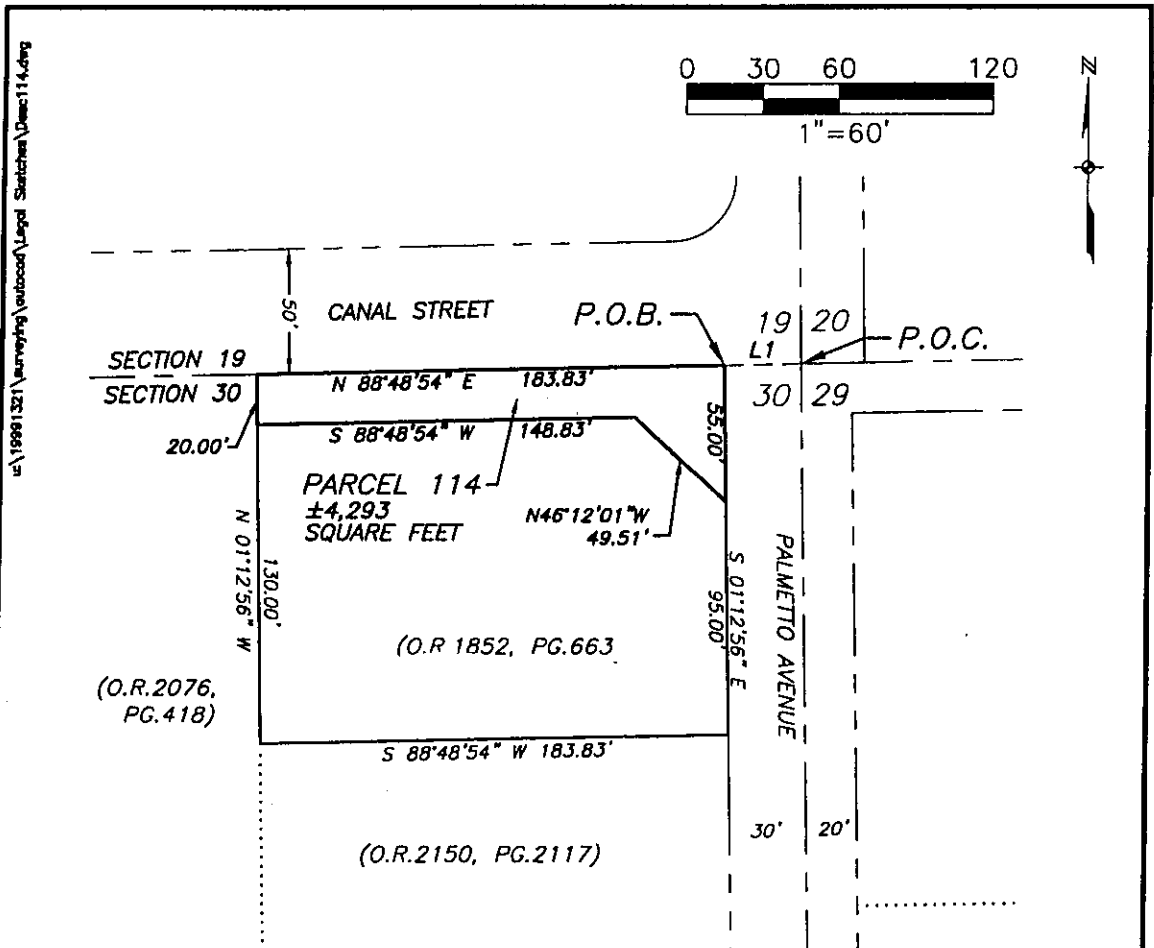 u:\19991321\surveying\autocad\Legal Sketches\Desc114.dwg
0 30 60 120
1"=60'
N
50'
CANAL STREET
P.O.B.
19 20
L1
P.O.C.
SECTION 19
SECTION 30
N 88°48'54" E 183.83'
30 29
20.00'
S 88°48'54" W 148.83'
55.00'
PARCEL 114
±4,293
SQUARE FEET
N46°12'01"W
49.51'
N 01°12'56" W
130.00'
S 01°12'56" E
95.00'
PALMETTO AVENUE
(O.R 1852, PG.663
(O.R.2076,
PG.418)
S 88°48'54" W 183.83'
30' 20'
(O.R.2150, PG.2117)